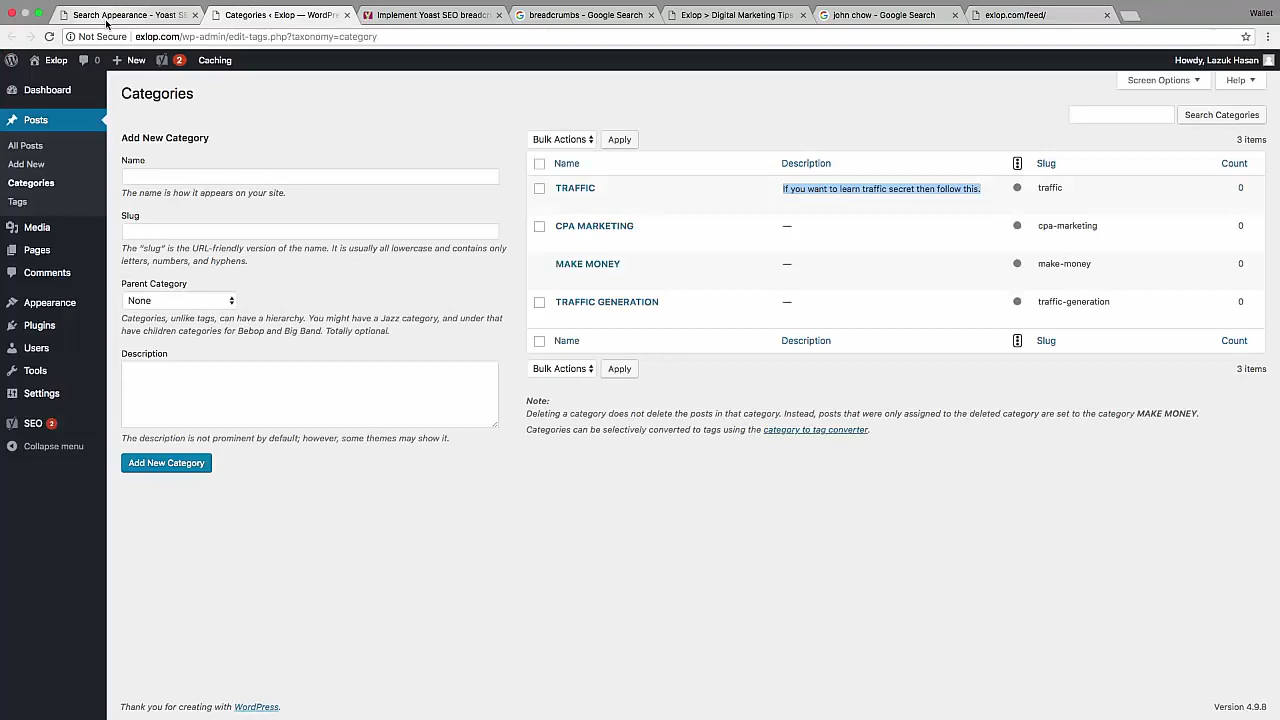 Search Appearance - Yoast SE
Categories ‹ Exlop — WordPre
Implement Yoast SEO breadcr
breadcrumbs - Google Search
Exlop > Digital Marketing Tips
john chow - Google Search
exlop.com/feed/
Wallet
Not Secure
exlop.com/wp-admin/edit-tags.php?taxonomy=category
Exlop
0
New
2
Caching
Howdy, Lazuk Hasan
Dashboard
Posts
All Posts
Add New
Categories
Tags
Media
Pages
Comments
Appearance
Plugins
Users
Tools
Settings
SEO 2
Collapse menu
Screen Options
Help
Categories
Search Categories
Add New Category
Name
The name is how it appears on your site.
Slug
The “slug” is the URL-friendly version of the name. It is usually all lowercase and contains only
letters, numbers, and hyphens.
Parent Category
None
Categories, unlike tags, can have a hierarchy. You might have a Jazz category, and under that
have children categories for Bebop and Big Band. Totally optional.
Description
The description is not prominent by default; however, some themes may show it.
Add New Category
Bulk Actions Apply 3 items
Name Description Slug Count
TRAFFIC If you want to learn traffic secret then follow this. traffic 0
CPA MARKETING — cpa-marketing 0
MAKE MONEY — make-money 0
TRAFFIC GENERATION — traffic-generation 0
Name Description Slug Count
Bulk Actions Apply 3 items
Note:
Deleting a category does not delete the posts in that category. Instead, posts that were only assigned to the deleted category are set to the category MAKE MONEY.
Categories can be selectively converted to tags using the category to tag converter.
Thank you for creating with WordPress.
Version 4.9.8